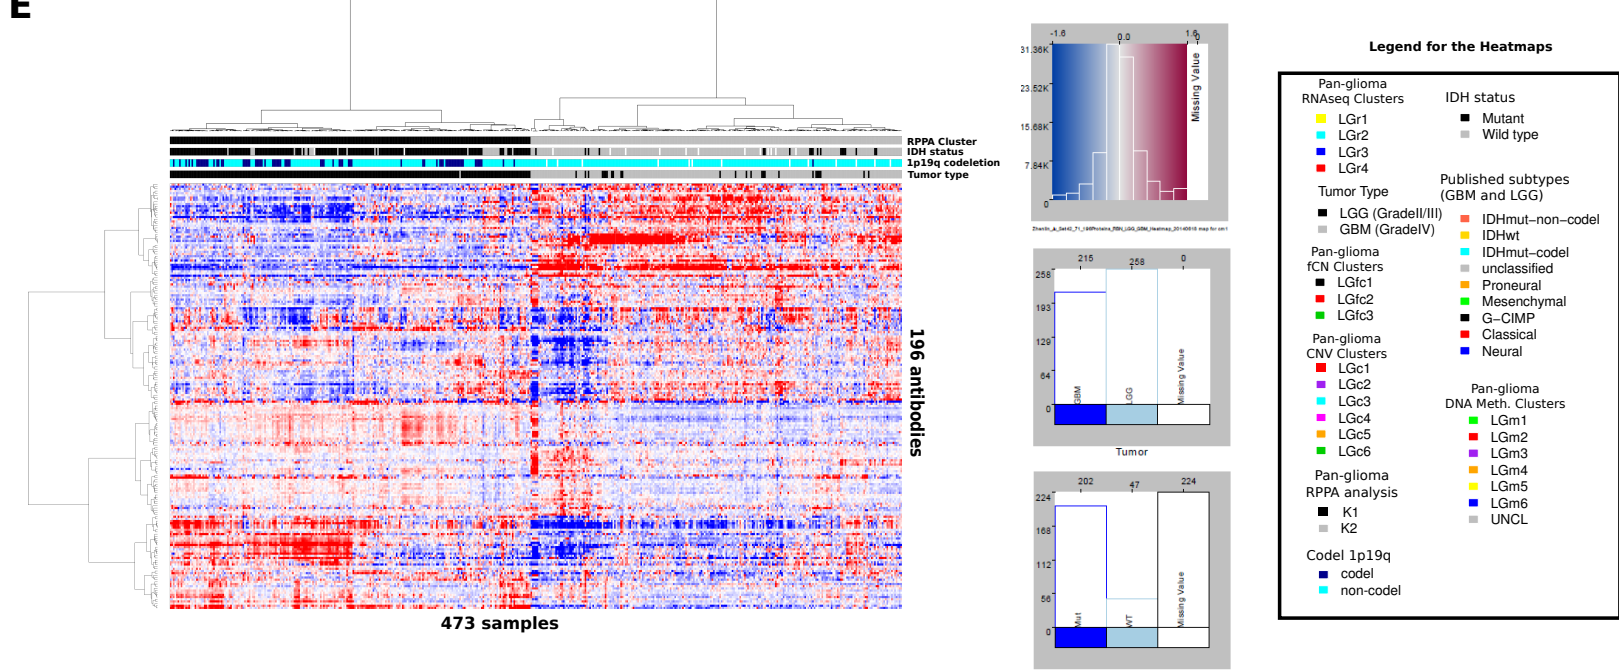 E
RPPA Cluster
IDH status
1p19q codeletion
Tumor type
196 antibodies
473 samples
-1.6
0.0
1.6
0
31.36K
23.52K
15.68K
7.84K
0
Missing Value
215
258
0
258
193
129
64
0
GBM
LGG
Missing Value
Tumor
202
47
224
224
168
112
56
0
Mut
WT
Missing Value
Legend for the Heatmaps
Pan-glioma
RNAseq Clusters
LGr1
LGr2
LGr3
LGr4
Tumor Type
LGG (GradeII/III)
GBM (GradeIV)
Pan-glioma
fCN Clusters
LGfc1
LGfc2
LGfc3
Pan-glioma
CNV Clusters
LGc1
LGc2
LGc3
LGc4
LGc5
LGc6
Pan-glioma
RPPA analysis
K1
K2
Codel 1p19q
codel
non-codel
IDH status
Mutant
Wild type
Published subtypes
(GBM and LGG)
IDHmut-non-codel
IDHwt
IDHmut-codel
unclassified
Proneural
Mesenchymal
G-CIMP
Classical
Neural
Pan-glioma
DNA Meth. Clusters
LGm1
LGm2
LGm3
LGm4
LGm5
LGm6
UNCL